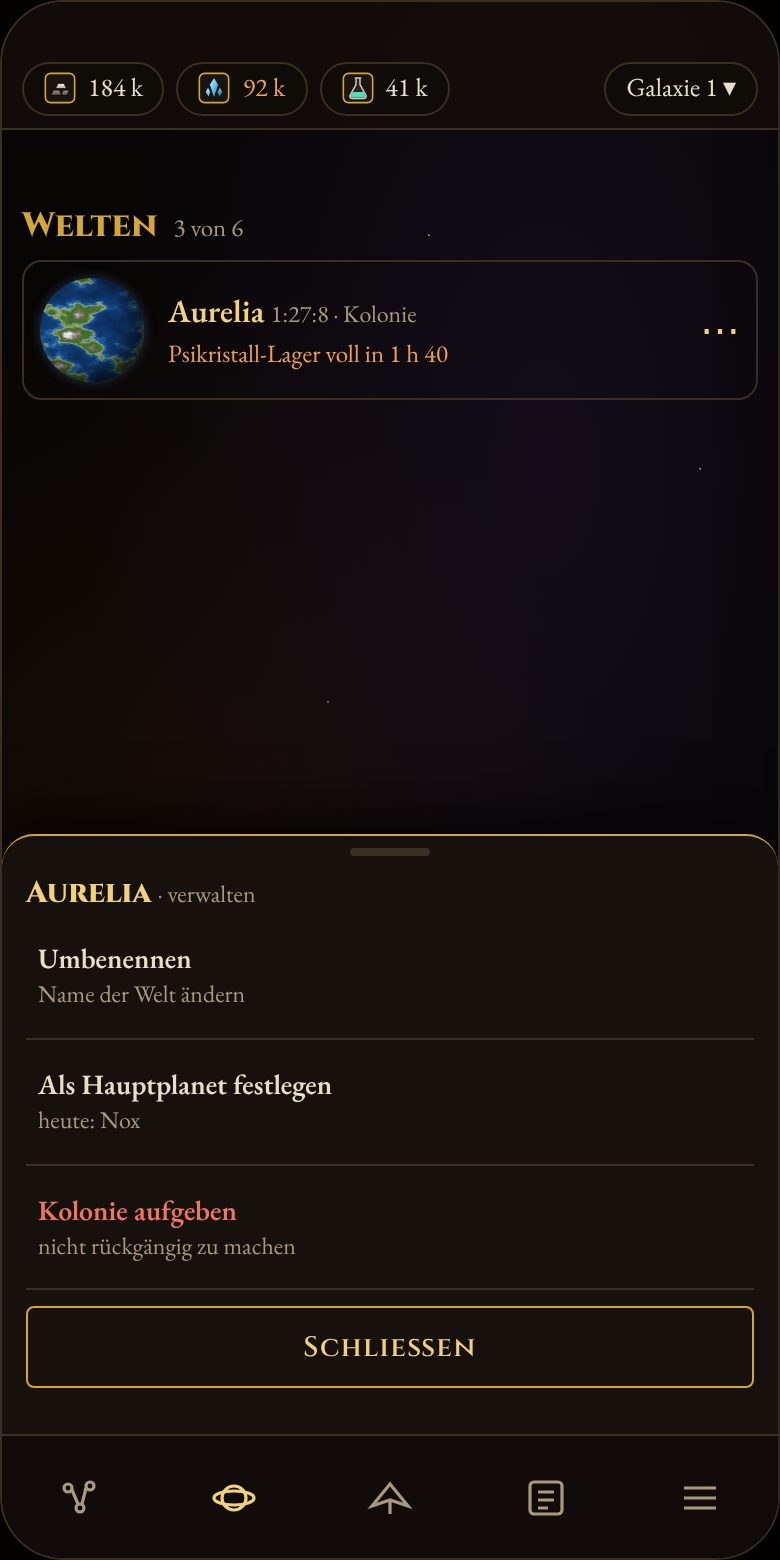 184 k 92 k 41 k Galaxie 1 ▼
Welten 3 von 6
Aurelia 1:27:8 · Kolonie
Psikristall-Lager voll in 1 h 40
...
Aurelia · verwalten
Umbenennen
Name der Welt ändern
Als Hauptplanet festlegen
heute: Nox
Kolonie aufgeben
nicht rückgängig zu machen
Schliessen